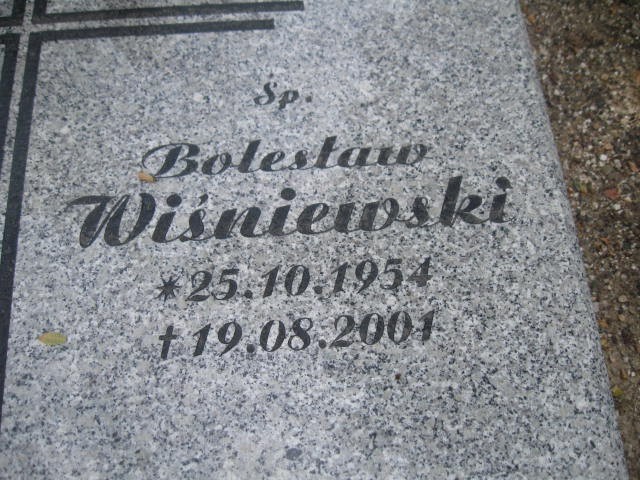 Śp.
Bolesław
Wiśniewski
*25.10.1954
†19.08.2001